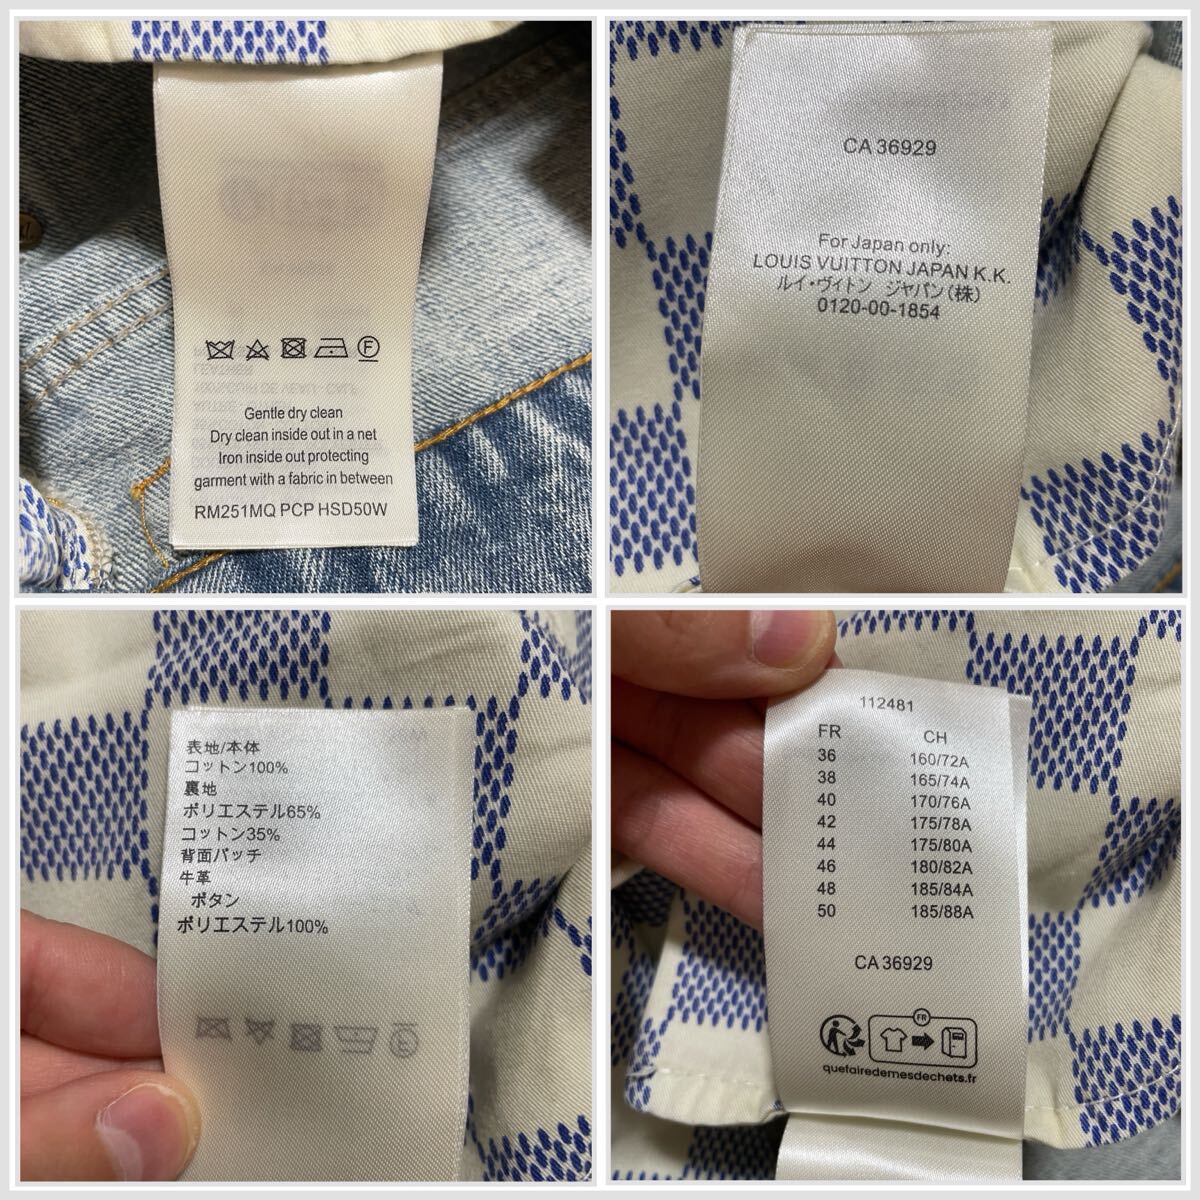 Gentle dry clean
Dry clean inside out in a net
Iron inside out protecting
garment with a fabric in between
RM251MQ PCP HSD50W
CA 36929
For Japan only:
LOUIS VUITTON JAPAN K.K.
ルイ・ヴィトン ジャパン(株)
0120-00-1854
表地/本体
コットン100%
裏地
ポリエステル65%
コットン35%
背面パッチ
牛革
ボタン
ポリエステル100%
112481
FR CH
36 160/72A
38 165/74A
40 170/76A
42 175/78A
44 175/80A
46 180/82A
48 185/84A
50 185/88A
CA 36929
FR
quefairedemesdechets.fr